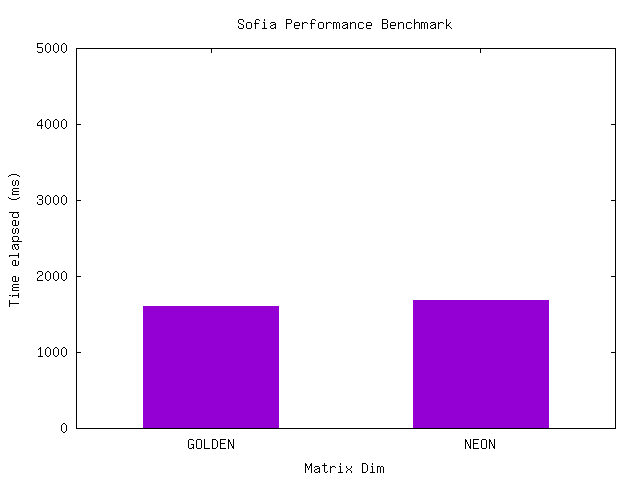 Sofia Performance Benchmark
5000
4000
3000
2000
1000
0
Time elapsed (ms)
GOLDEN NEON
Matrix Dim